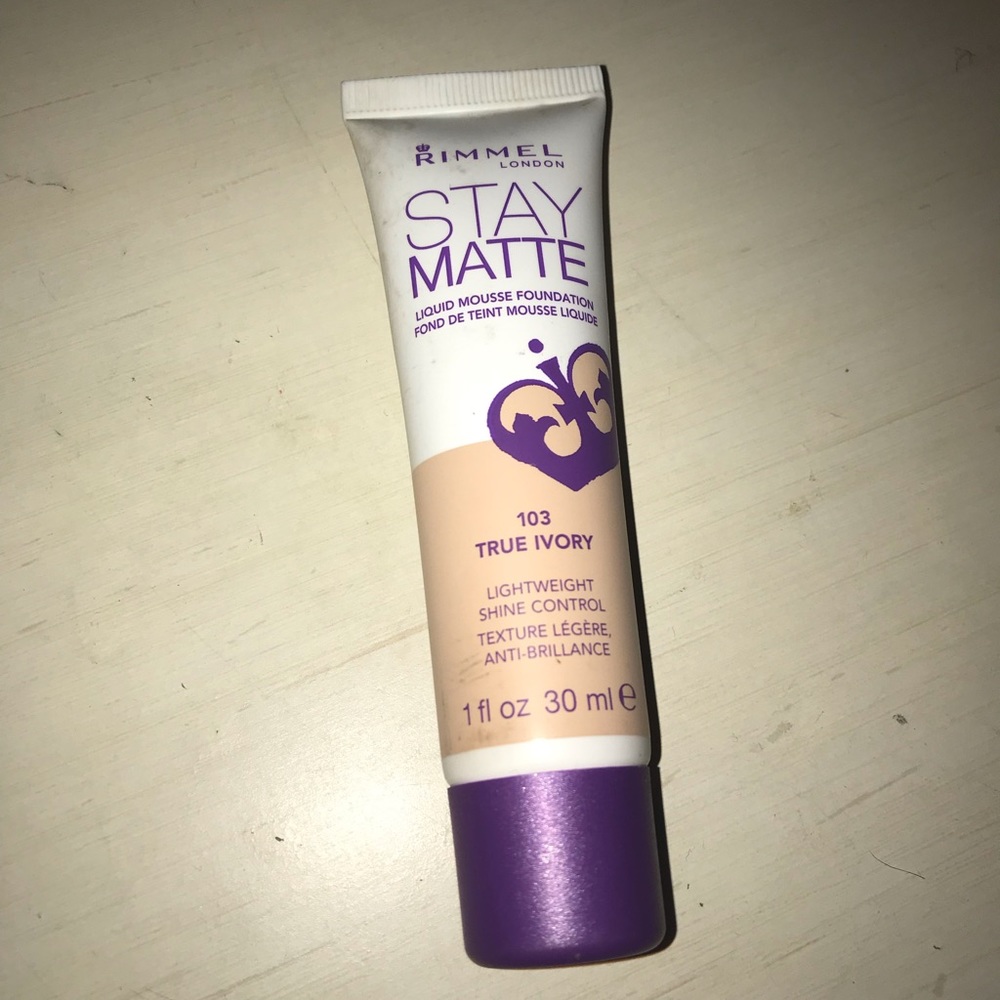 RIMMEL
LONDON
STAY
MATTE
LIQUID MOUSSE FOUNDATION
FOND DE TEINT MOUSSE LIQUIDE
103
TRUE IVORY
LIGHTWEIGHT
SHINE CONTROL
TEXTURE LÉGÈRE,
ANTI-BRILLANCE
1 fl oz 30 ml ℮